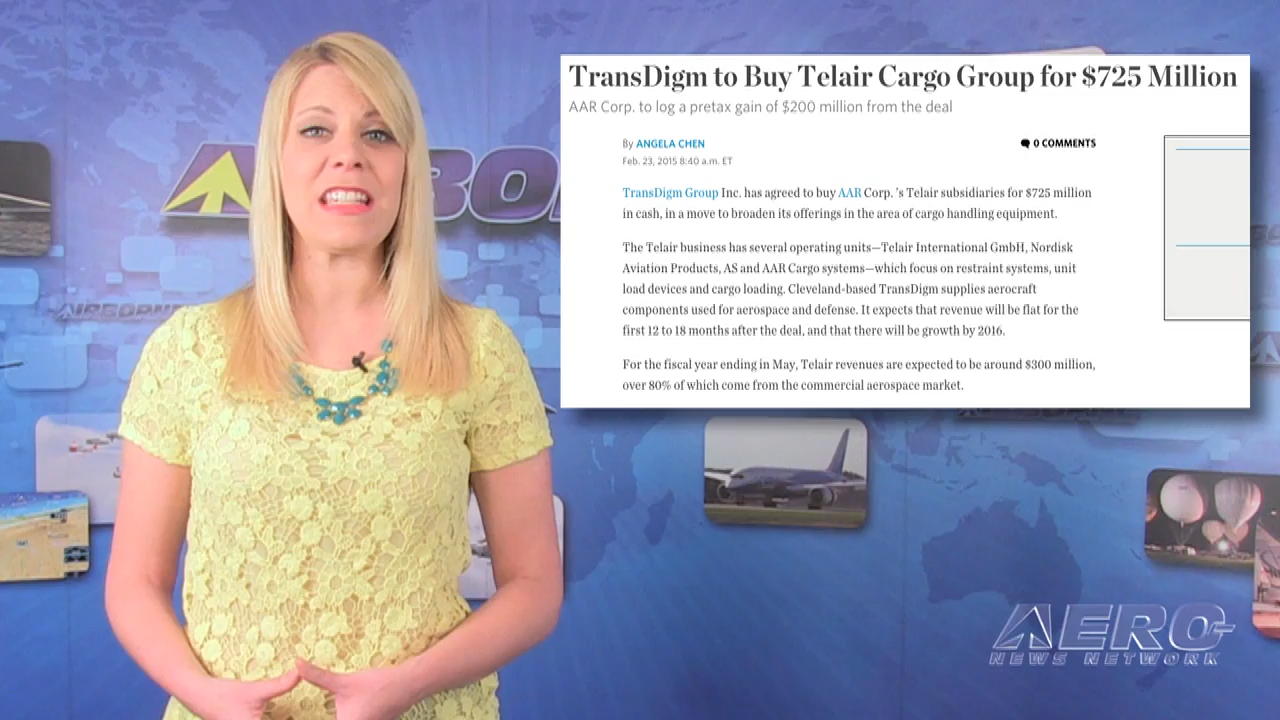 TransDigm to Buy Telair Cargo Group for $725 Million
AAR Corp. to log a pretax gain of $200 million from the deal
By ANGELA CHEN
0 COMMENTS
Feb. 23, 2015 8:40 a.m. ET
TransDigm Group Inc. has agreed to buy AAR Corp. 's Telair subsidiaries for $725 million
in cash, in a move to broaden its offerings in the area of cargo handling equipment.
The Telair business has several operating units—Telair International GmbH, Nordisk
Aviation Products, AS and AAR Cargo systems—which focus on restraint systems, unit
load devices and cargo loading. Cleveland-based TransDigm supplies aerocraft
components used for aerospace and defense. It expects that revenue will be flat for the
first 12 to 18 months after the deal, and that there will be growth by 2016.
For the fiscal year ending in May, Telair revenues are expected to be around $300 million,
over 80% of which come from the commercial aerospace market.
AERO
NEWS NETWORK